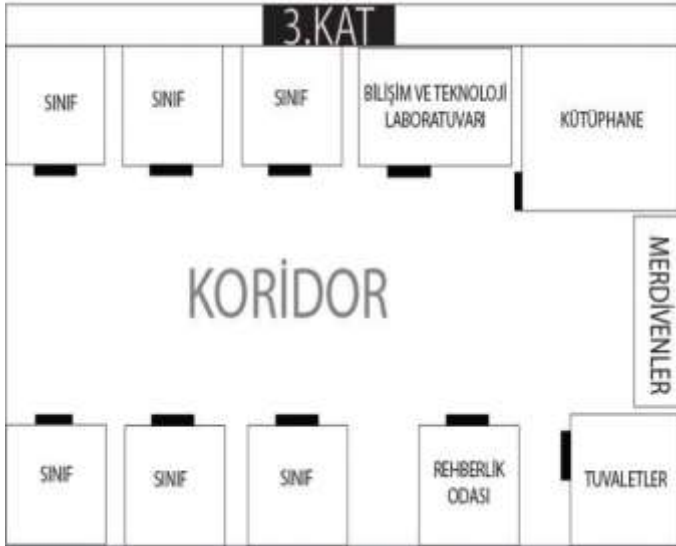 3.KAT
SINIF
SINIF
SINIF
BİLİŞİM VE TEKNOLOJİ
LABORATUVARI
KÜTÜPHANE
KORİDOR
MERDİVENLER
SINIF
SINIF
SINIF
REHBERLİK
ODASI
TUVALETLER